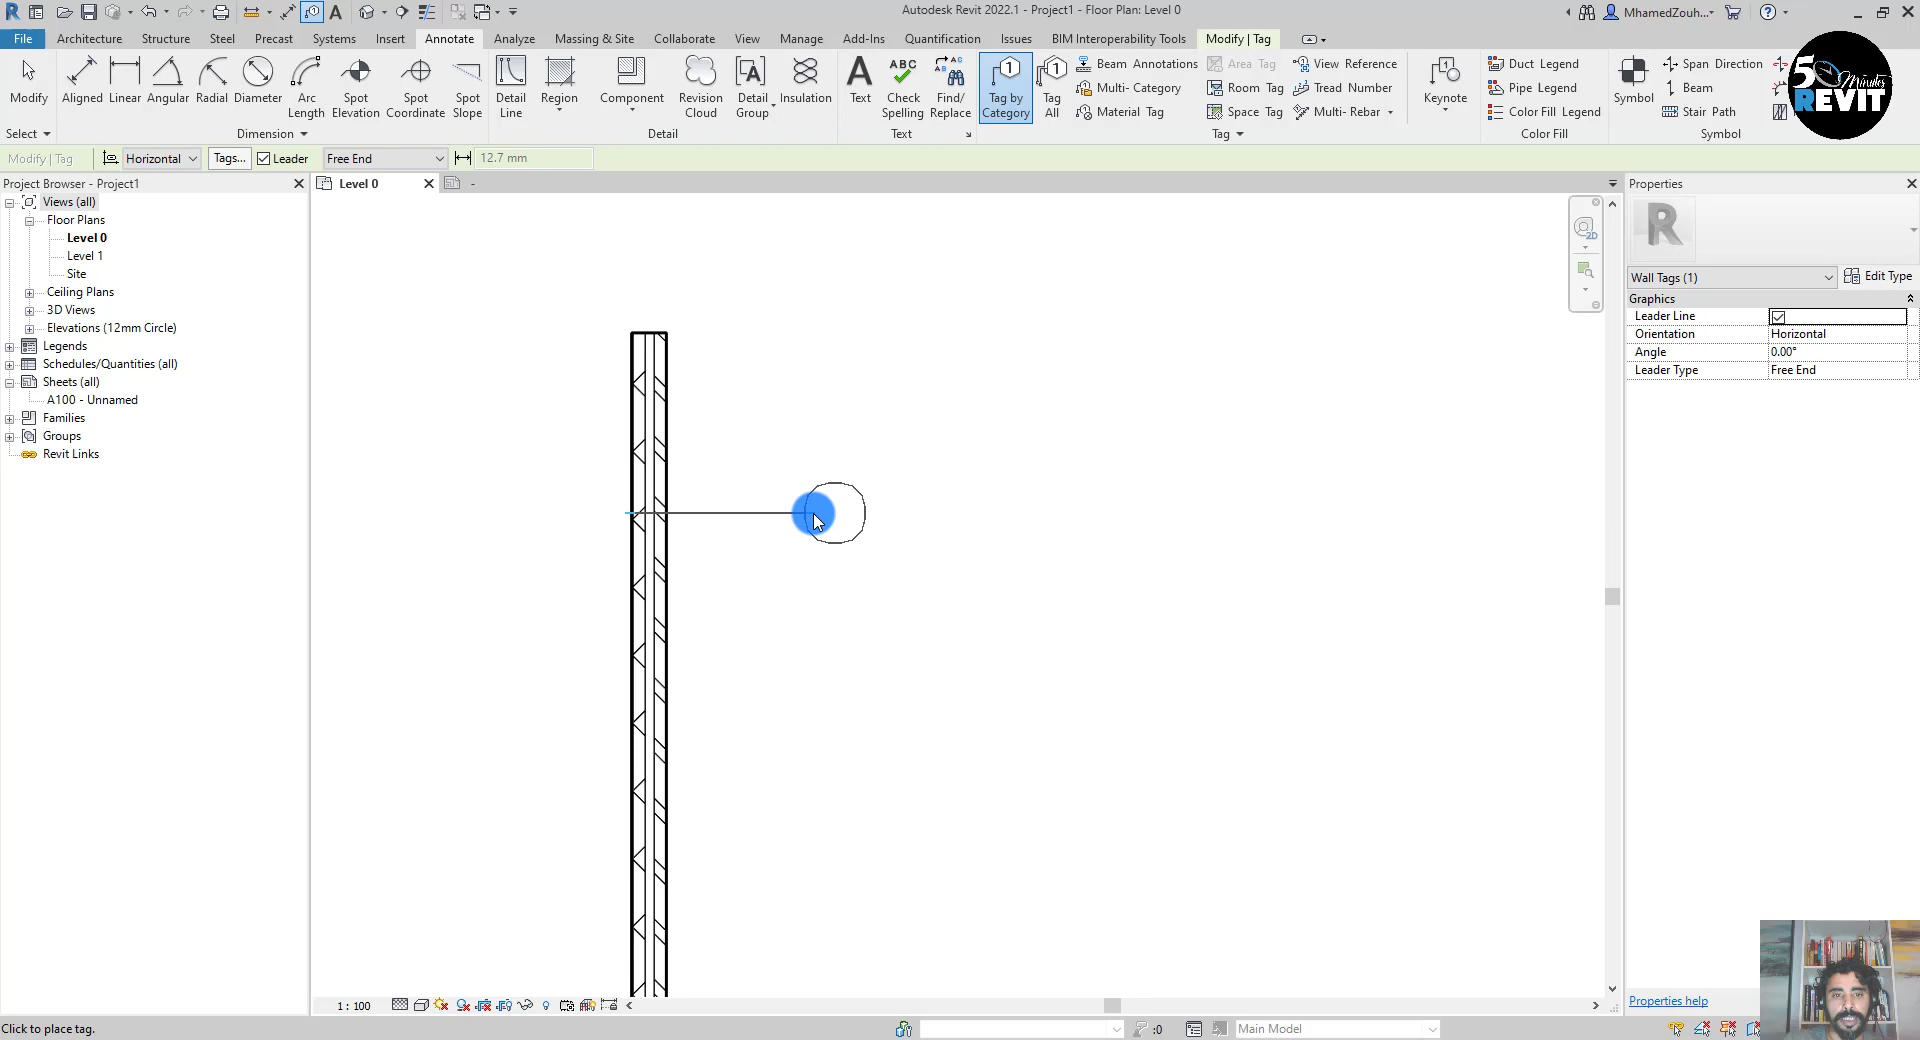 Autodesk Revit 2022.1 - Project1 - Floor Plan: Level 0
MhamedZouh...
File Architecture Structure Steel Precast Systems Insert Annotate Analyze Massing & Site Collaborate View Manage Add-Ins Quantification Issues BIM Interoperability Tools Modify | Tag
Modify Aligned Linear Angular Radial Diameter Arc Length Spot Elevation Spot Coordinate Spot Slope Detail Line Region Component Revision Cloud Detail Group Insulation Text Check Spelling Find/ Replace Tag by Category Tag All
Beam Annotations Area Tag View Reference
Multi- Category Room Tag Tread Number
Material Tag Space Tag Multi- Rebar
Keynote
Duct Legend
Pipe Legend
Color Fill Legend
Symbol
Span Direction
Beam
Stair Path
5 Minutes
REVIT
Select Dimension Detail Text Tag Color Fill Symbol
Modify | Tag Horizontal Tags... Leader Free End 12.7 mm
Project Browser - Project1
Views (all)
Floor Plans
Level 0
Level 1
Site
Ceiling Plans
3D Views
Elevations (12mm Circle)
Legends
Schedules/Quantities (all)
Sheets (all)
A100 - Unnamed
Families
Groups
Revit Links
Level 0
-
2D
Properties
Wall Tags (1) Edit Type
Graphics
Leader Line
Orientation Horizontal
Angle 0.00°
Leader Type Free End
Properties help
1 : 100
Click to place tag.
:0
Main Model